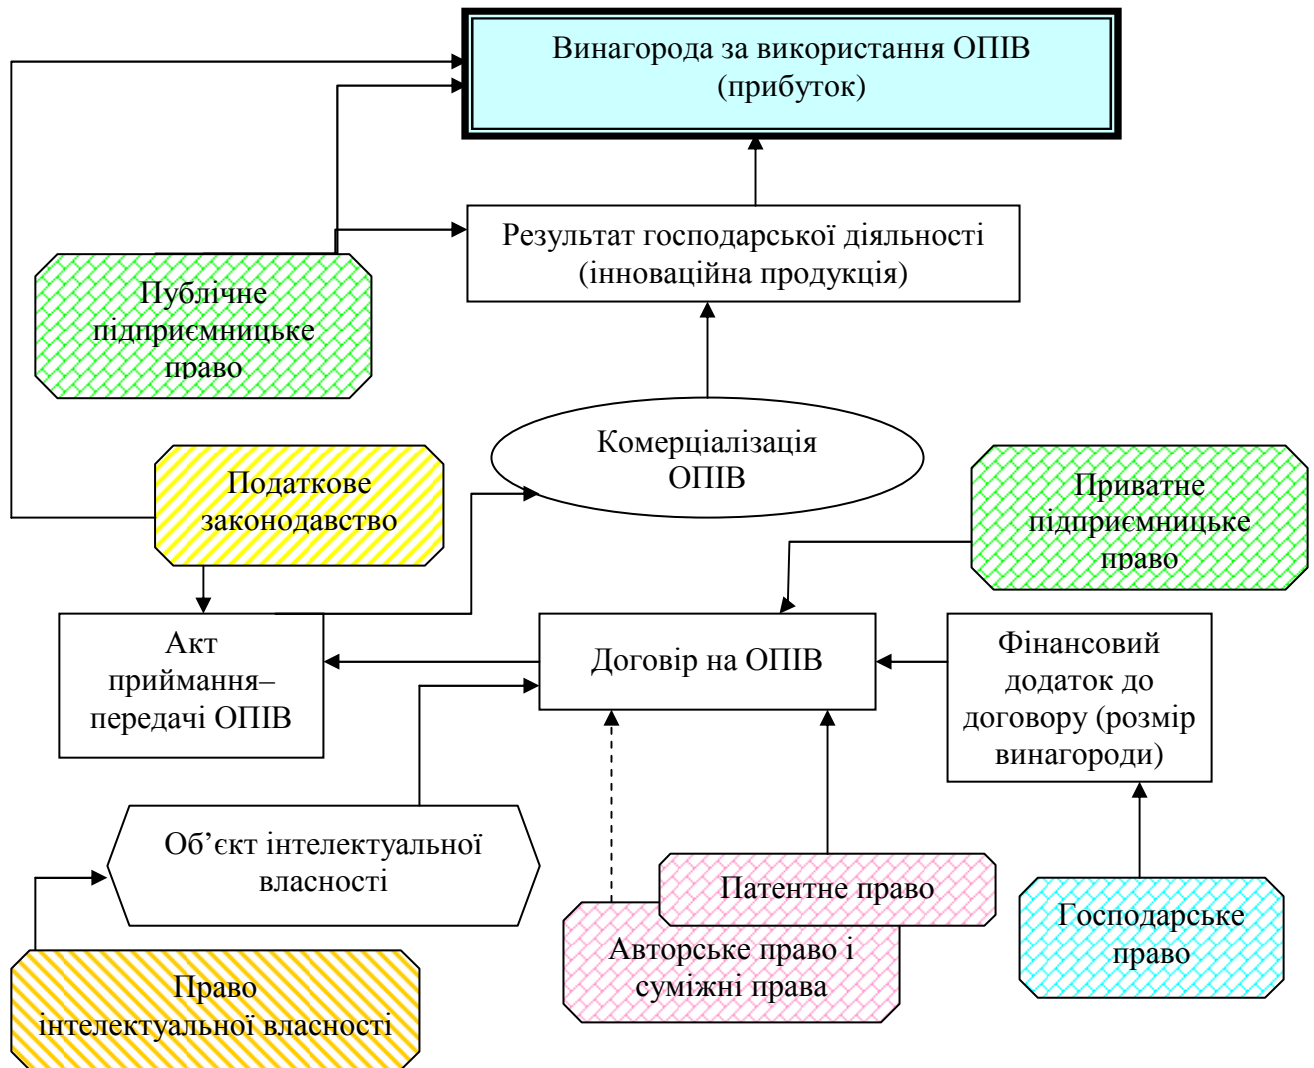 Винагорода за використання ОПІВ
(прибуток)
Результат господарської діяльності
(інноваційна продукція)
Публічне
підприємницьке
право
Комерціалізація
ОПІВ
Податкове
законодавство
Приватне
підприємницьке
право
Акт
приймання–
передачі ОПІВ
Договір на ОПІВ
Фінансовий
додаток до
договору (розмір
винагороди)
Об’єкт інтелектуальної
власності
Патентне право
Авторське право і
суміжні права
Господарське
право
Право
інтелектуальної власності